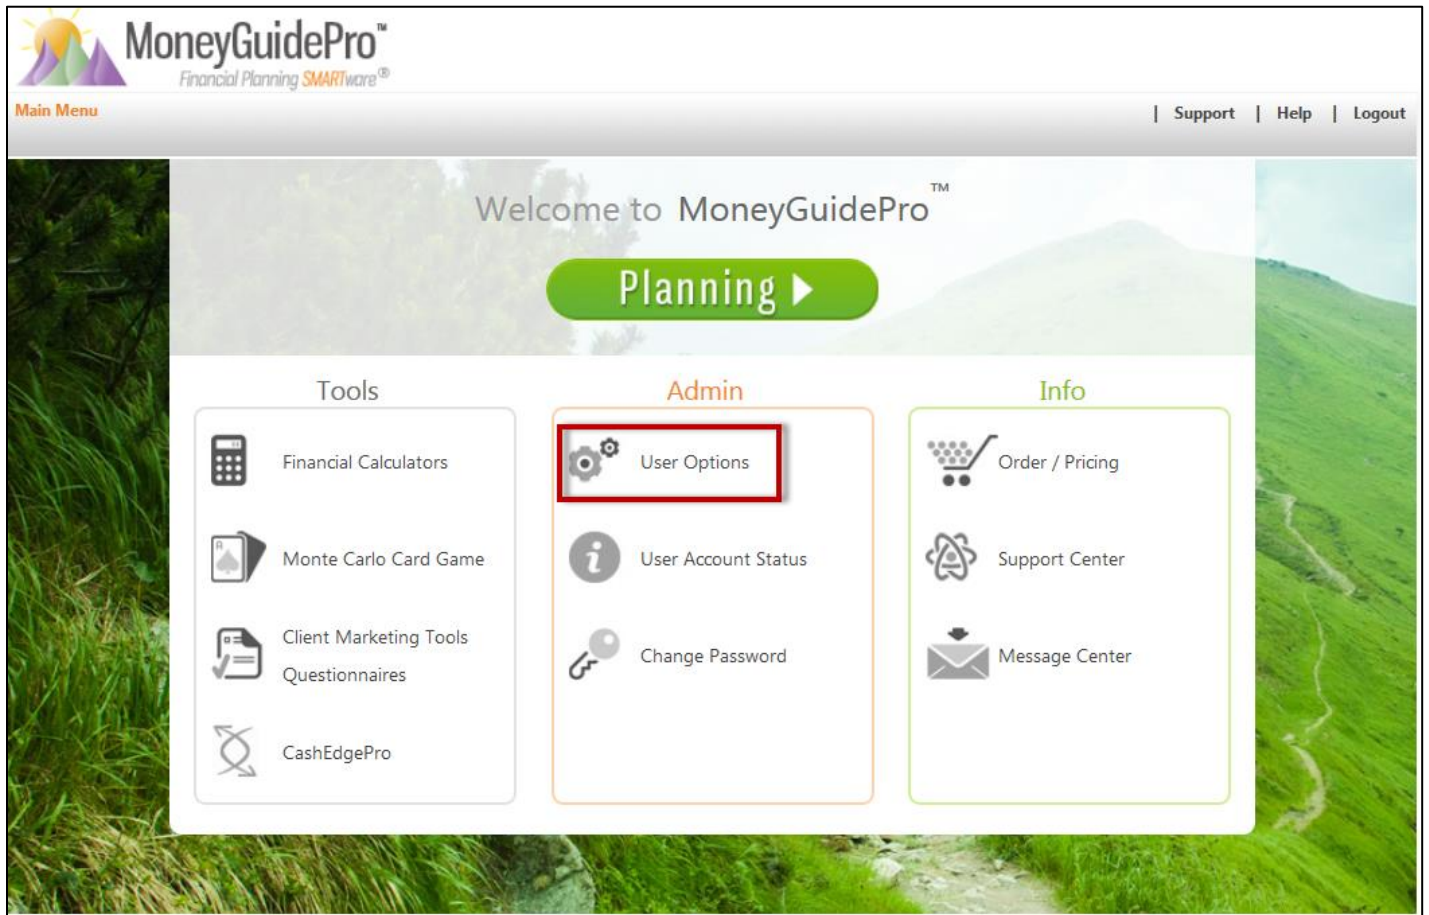 MoneyGuidePro™
Financial Planning SMARTware®
Main Menu
| Support | Help | Logout
Welcome to MoneyGuidePro™
Planning
Tools
Admin
Info
Financial Calculators
User Options
Order / Pricing
Monte Carlo Card Game
User Account Status
Support Center
Client Marketing Tools
Questionnaires
Change Password
Message Center
CashEdgePro